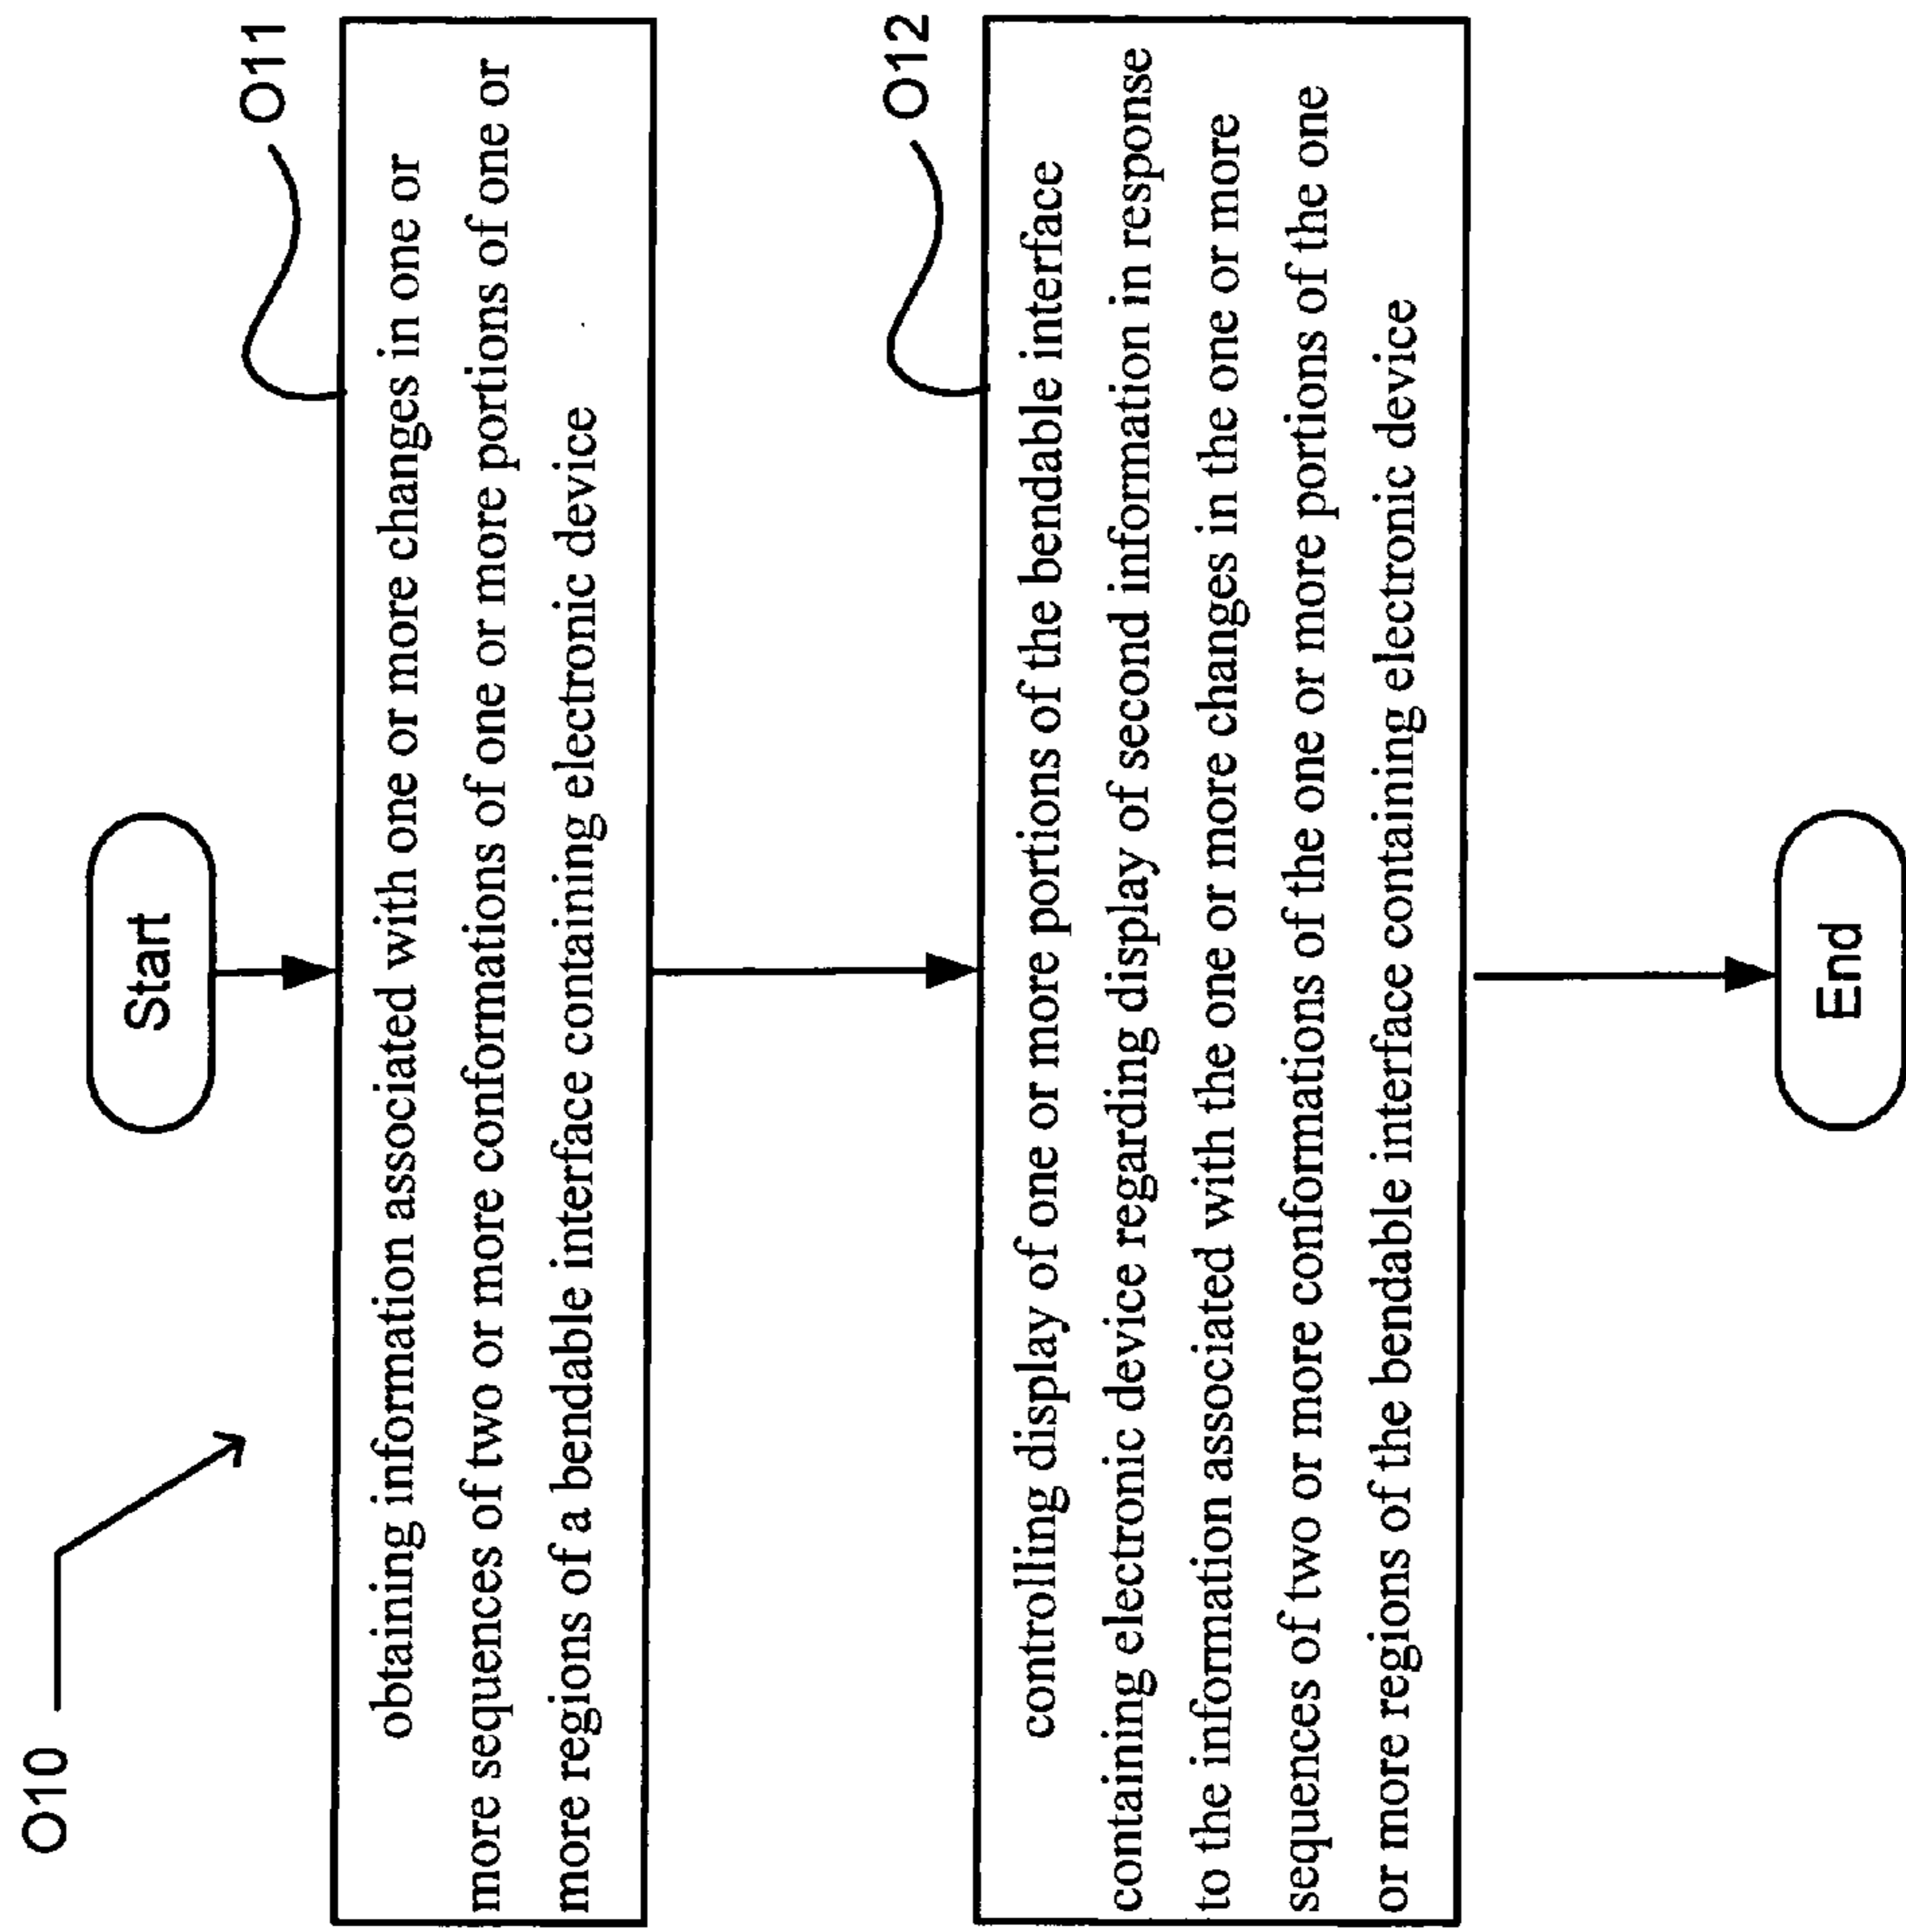 O10
Start
O11
obtaining information associated with one or more changes in one or
more sequences of two or more conformations of one or more portions of one or
more regions of a bendable interface containing electronic device
O12
controlling display of one or more portions of the bendable interface
containing electronic device regarding display of second information in response
to the information associated with the one or more changes in the one or more
sequences of two or more conformations of the one or more portions of the one
or more regions of the bendable interface containing electronic device
End